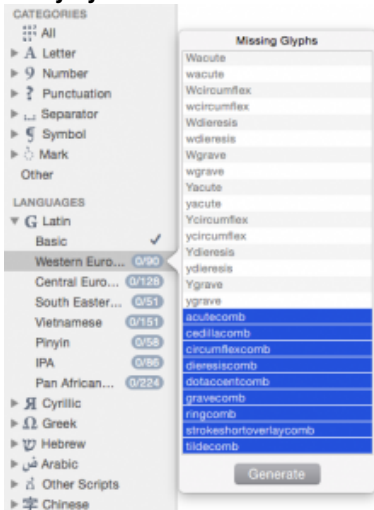 CATEGORIES
All
Letter
Number
Punctuation
Separator
Symbol
Mark
Other
LANGUAGES
Latin
Basic
Western Euro... 0/90
Central Euro... 0/128
South Easter... 0/51
Vietnamese 0/151
Pinyin 0/58
IPA 0/86
Pan African... 0/224
Cyrillic
Greek
Hebrew
Arabic
Other Scripts
Chinese
Missing Glyphs
Wacute
wacute
Wcircumflex
wcircumflex
Wdieresis
wdieresis
Wgrave
wgrave
Yacute
yacute
Ycircumflex
ycircumflex
Ydieresis
ydieresis
Ygrave
ygrave
acutecomb
cedillacomb
circumflexcomb
dieresiscomb
dotaccentcomb
gravecomb
ringcomb
strokeshortoverlaycomb
tildecomb
Generate